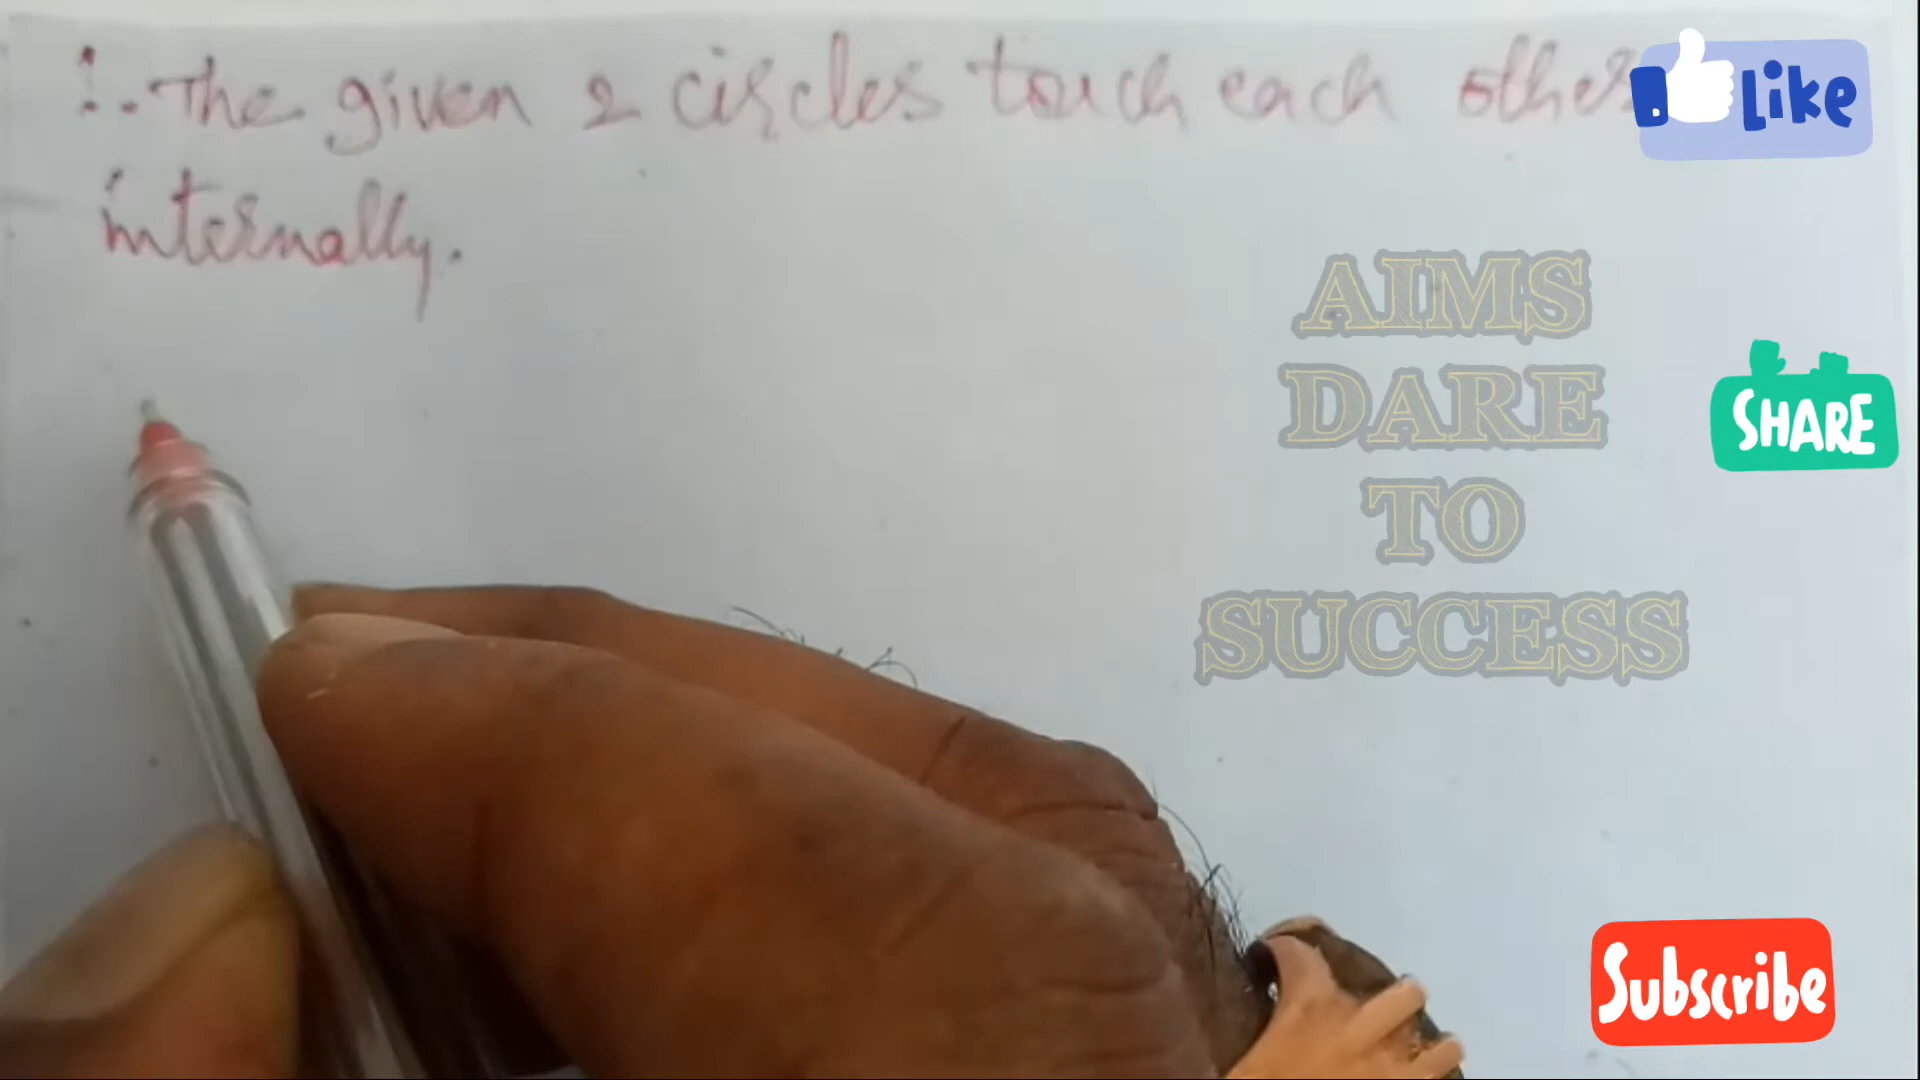 ∴ The given 2 circles touch each other
internally.
Like
AIMS
DARE
TO
SUCCESS
SHARE
Subscribe